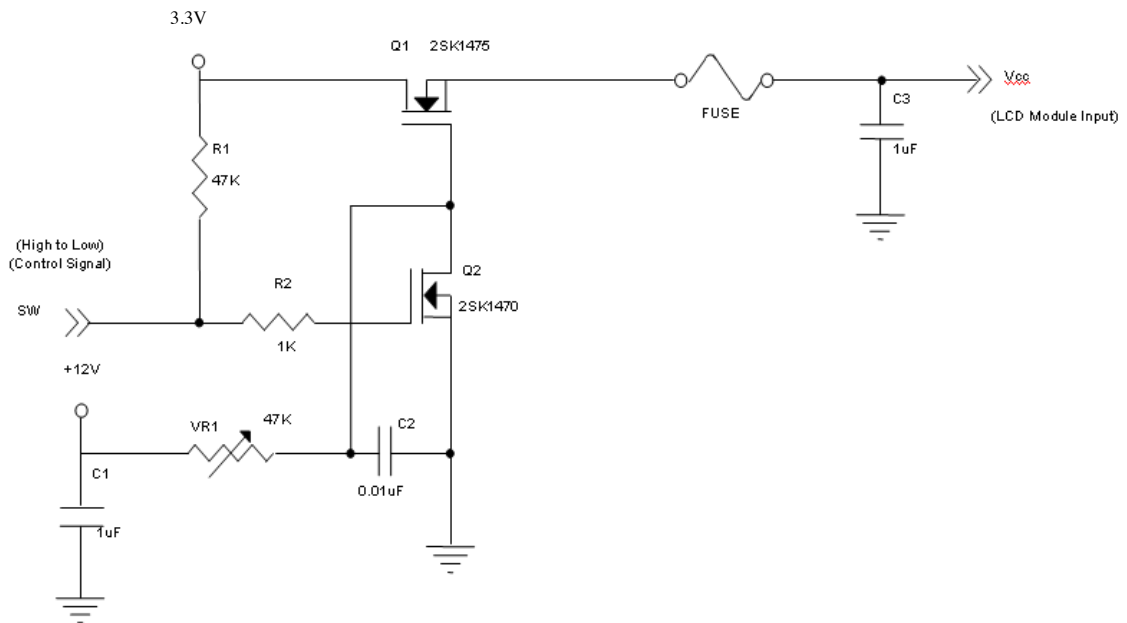 3.3V
Q1 2SK1475
FUSE
C3
1uF
Vcc
(LCD Module Input)
R1
47K
(High to Low)
(Control Signal)
SW
R2
1K
Q2
2SK1470
+12V
VR1
47K
C2
0.01uF
C1
1uF